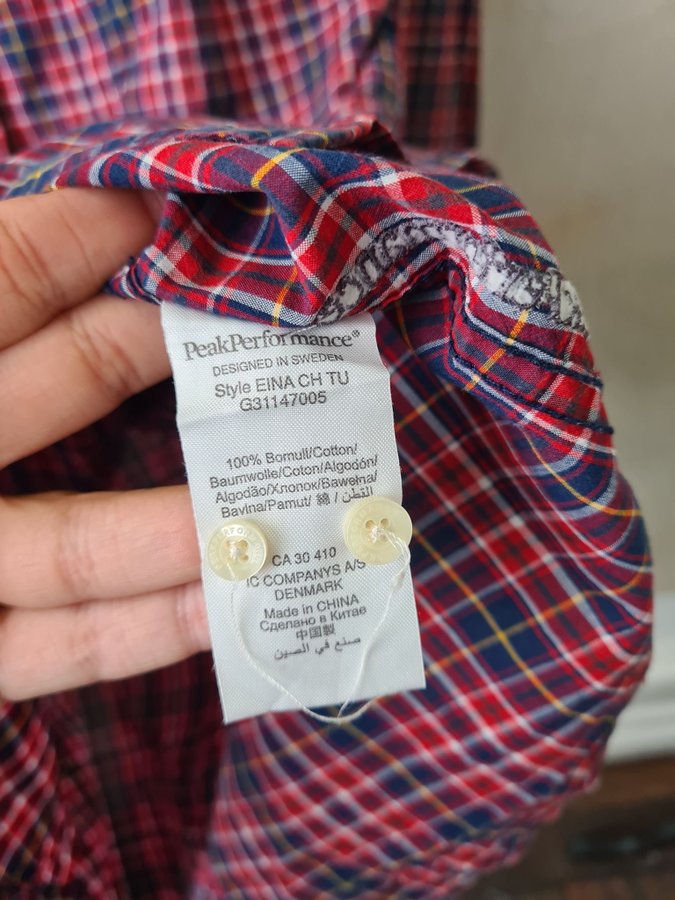 PeakPerformance®
DESIGNED IN SWEDEN
Style EINA CH TU
G31147005
100% Bomull/Cotton/
Baumwolle/Coton/Algodón/
Algodão/Хлопок/Bawełna/
Bavlna/Pamut/ 綿 / القطن/
CA 30 410
IC COMPANYS A/S
DENMARK
Made in CHINA
Сделано в Китае
中国製
صنع في الصين